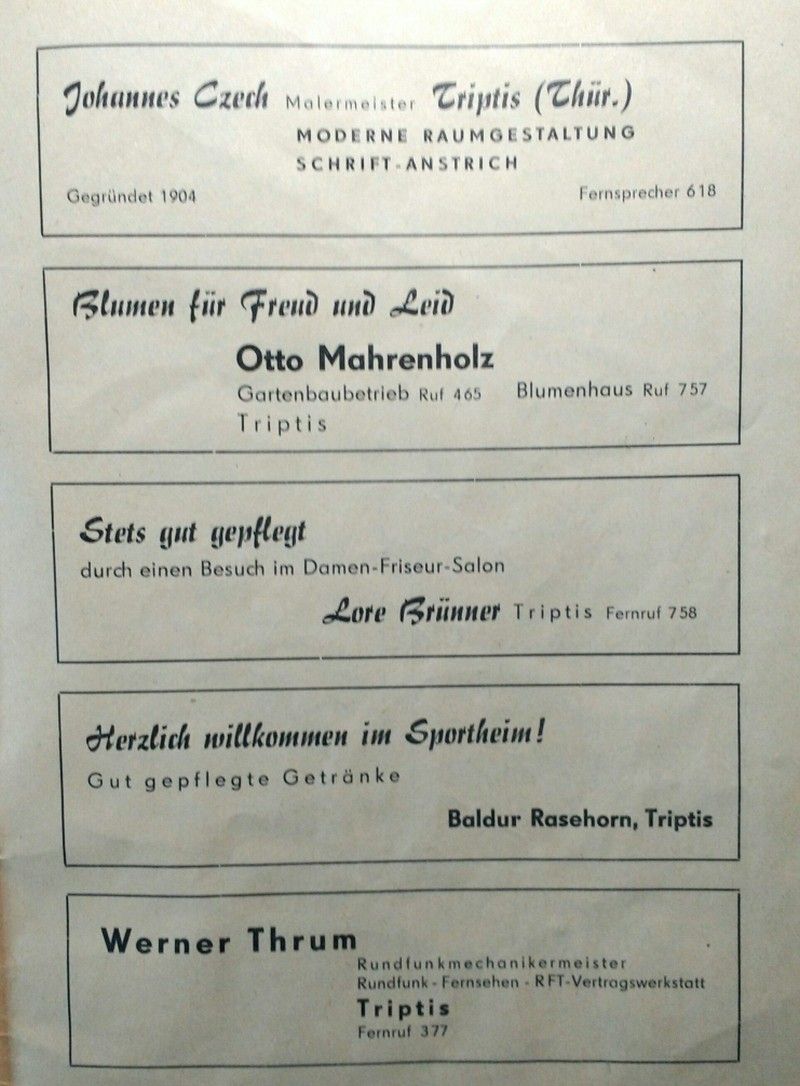 Johannes Czech Malermeister Triptis (Thür.)
MODERNE RAUMGESTALTUNG
SCHRIFT-ANSTRICH
Gegründet 1904 Fernsprecher 618
Blumen für Freud und Leid
Otto Mahrenholz
Gartenbaubetrieb Ruf 465 Blumenhaus Ruf 757
Triptis
Stets gut gepflegt
durch einen Besuch im Damen-Friseur-Salon
Lore Brünner Triptis Fernruf 758
Herzlich willkommen im Sportheim!
Gut gepflegte Getränke
Baldur Rasehorn, Triptis
Werner Thrum
Rundfunkmechanikermeister
Rundfunk - Fernsehen - RFT-Vertragswerkstatt
Triptis
Fernruf 377